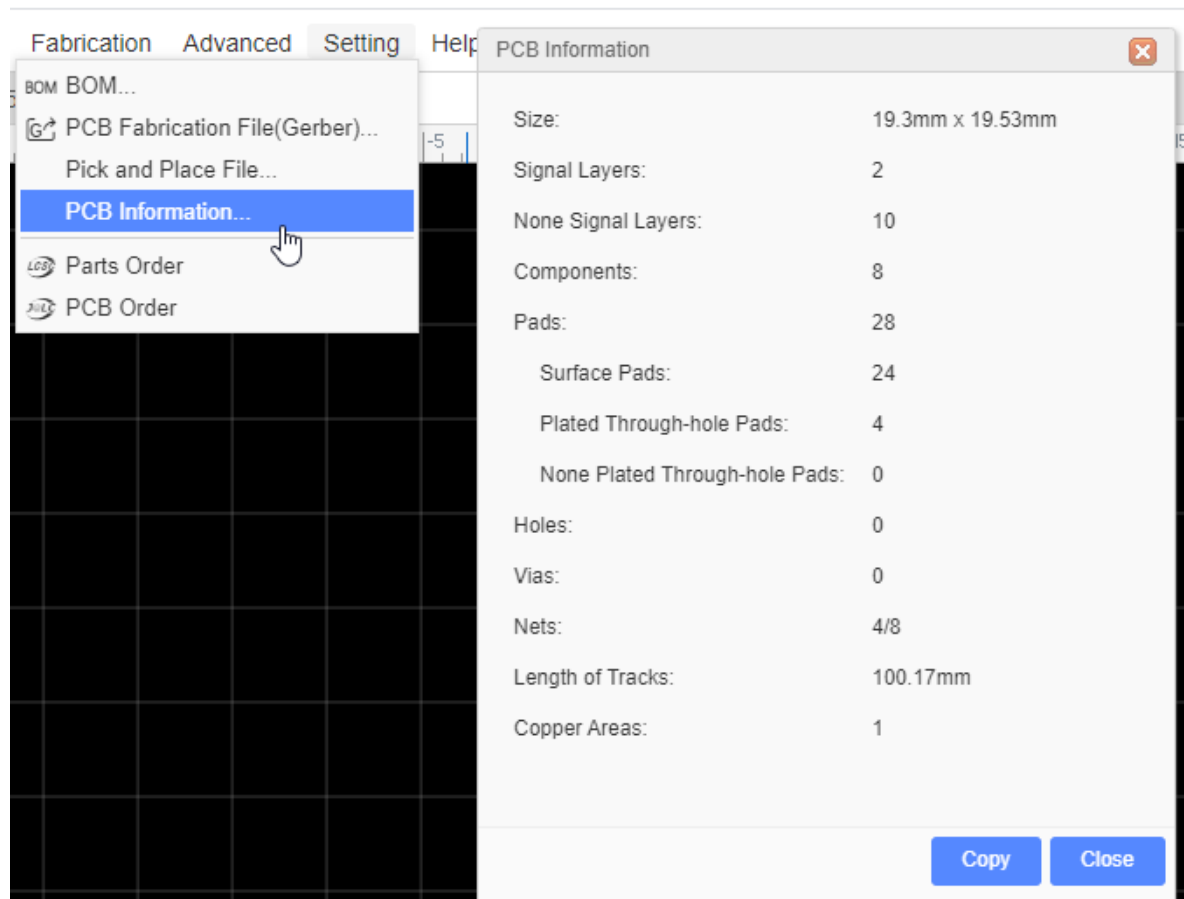 Fabrication Advanced Setting Help
BOM BOM...
PCB Fabrication File(Gerber)...
Pick and Place File...
PCB Information...
Parts Order
PCB Order
-5
PCB Information
Size: 19.3mm x 19.53mm
Signal Layers: 2
None Signal Layers: 10
Components: 8
Pads: 28
Surface Pads: 24
Plated Through-hole Pads: 4
None Plated Through-hole Pads: 0
Holes: 0
Vias: 0
Nets: 4/8
Length of Tracks: 100.17mm
Copper Areas: 1
Copy Close